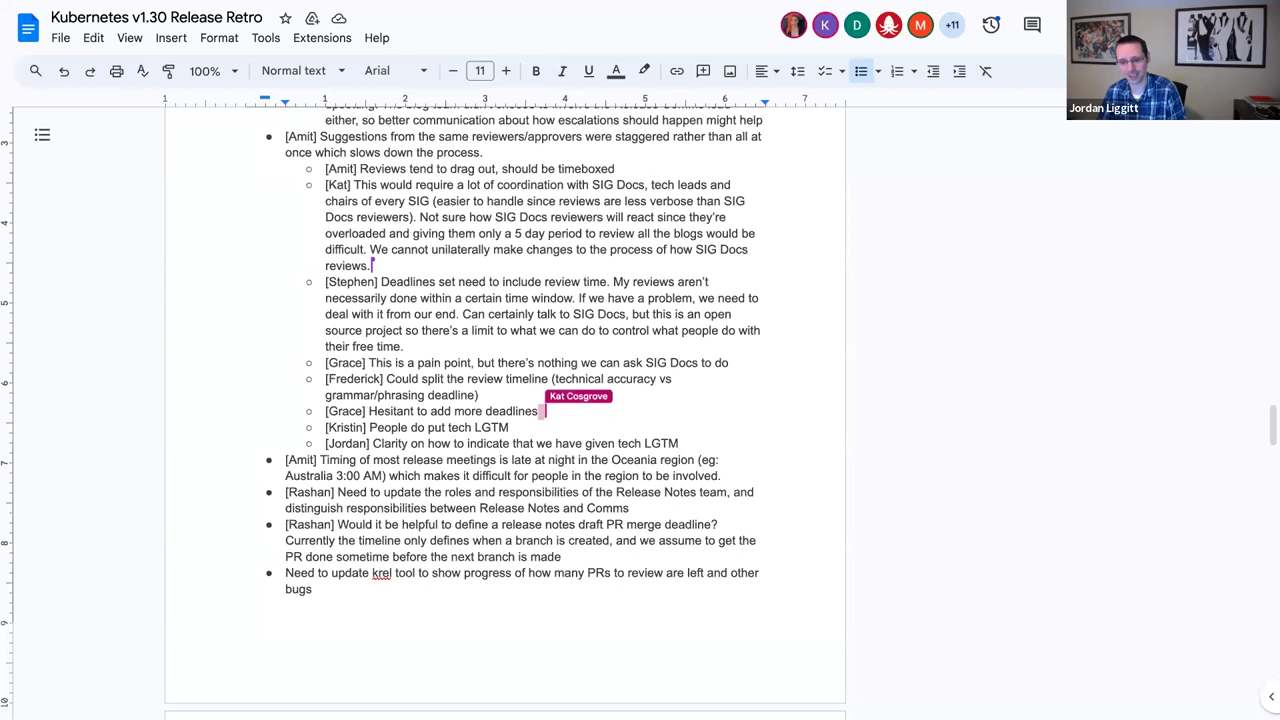 Kubernetes v1.30 Release Retro
File Edit View Insert Format Tools Extensions Help
K D M +11
100% Normal text Arial 11 B I U A
1 1 2 3 4 5 6 7
either, so better communication about how escalations should happen might help
[Amit] Suggestions from the same reviewers/approvers were staggered rather than all at
once which slows down the process.
[Amit] Reviews tend to drag out, should be timeboxed
[Kat] This would require a lot of coordination with SIG Docs, tech leads and
chairs of every SIG (easier to handle since reviews are less verbose than SIG
Docs reviewers). Not sure how SIG Docs reviewers will react since they're
overloaded and giving them only a 5 day period to review all the blogs would be
difficult. We cannot unilaterally make changes to the process of how SIG Docs
reviews.
[Stephen] Deadlines set need to include review time. My reviews aren't
necessarily done within a certain time window. If we have a problem, we need to
deal with it from our end. Can certainly talk to SIG Docs, but this is an open
source project so there's a limit to what we can do to control what people do with
their free time.
[Grace] This is a pain point, but there's nothing we can ask SIG Docs to do
[Frederick] Could split the review timeline (technical accuracy vs
grammar/phrasing deadline)
Kat Cosgrove
[Grace] Hesitant to add more deadlines
[Kristin] People do put tech LGTM
[Jordan] Clarity on how to indicate that we have given tech LGTM
[Amit] Timing of most release meetings is late at night in the Oceania region (eg:
Australia 3:00 AM) which makes it difficult for people in the region to be involved.
[Rashan] Need to update the roles and responsibilities of the Release Notes team, and
distinguish responsibilities between Release Notes and Comms
[Rashan] Would it be helpful to define a release notes draft PR merge deadline?
Currently the timeline only defines when a branch is created, and we assume to get the
PR done sometime before the next branch is made
Need to update krel tool to show progress of how many PRs to review are left and other
bugs
3
4
5
6
7
8
9
10
Jordan Liggitt